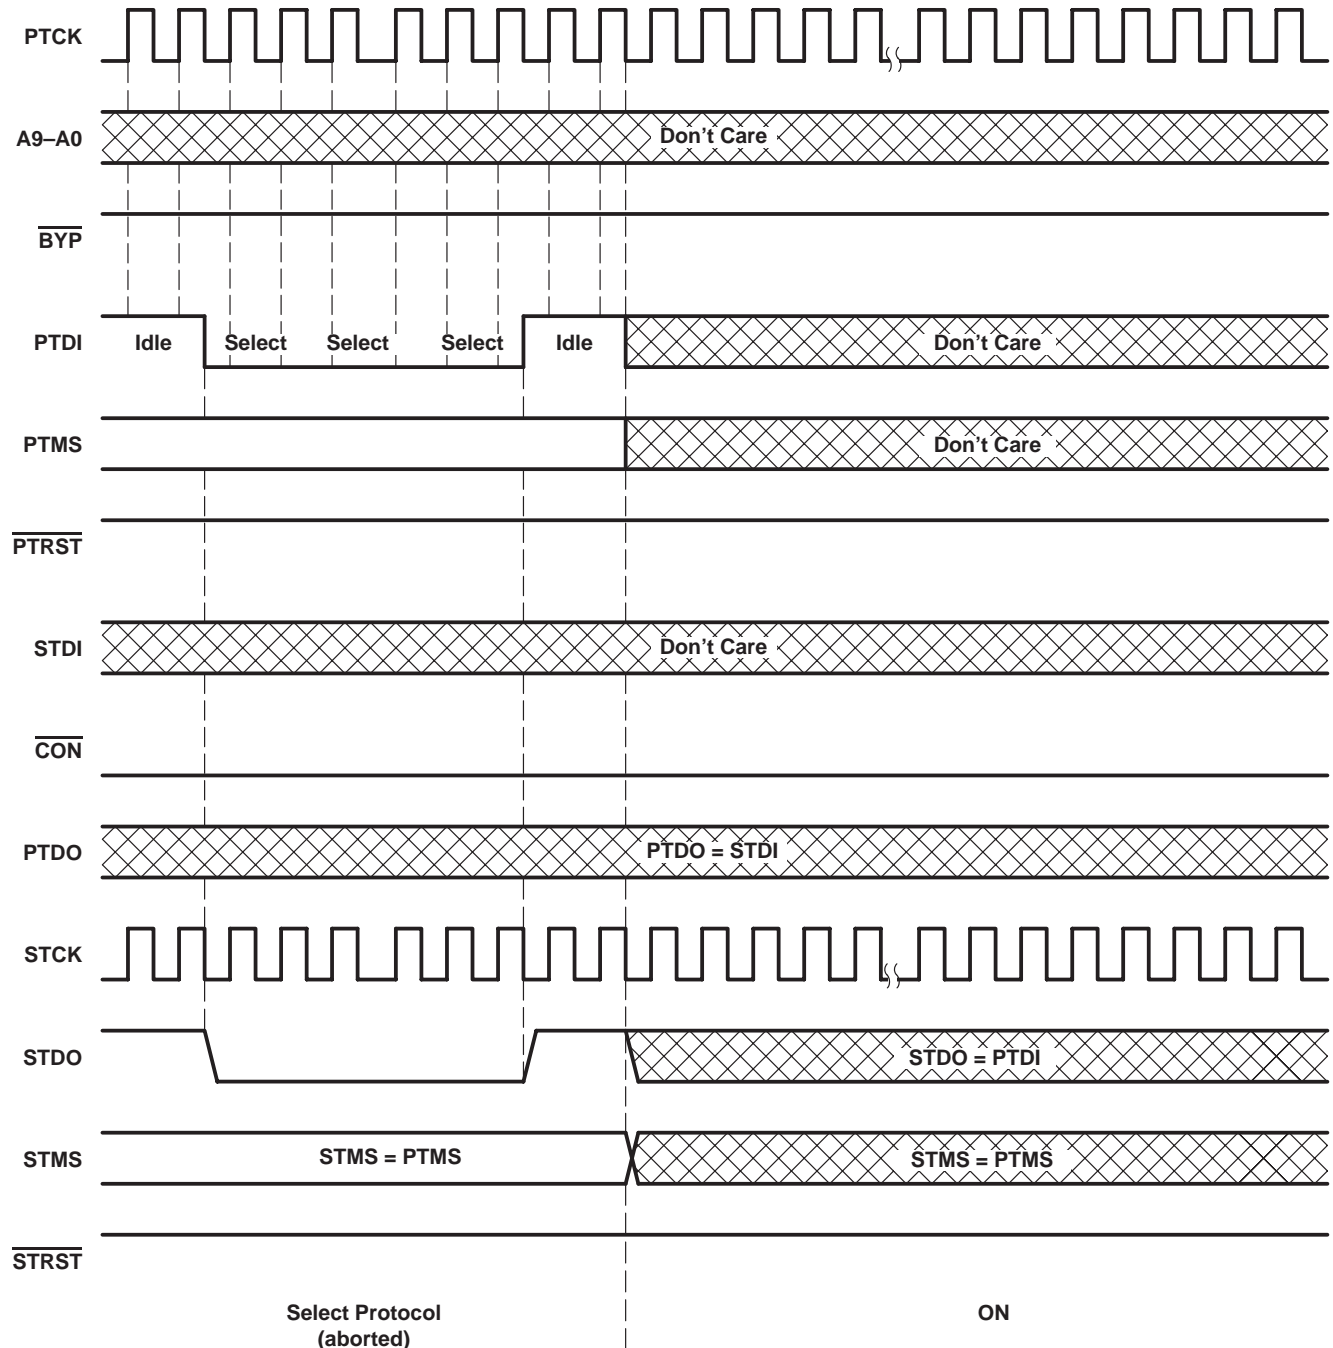 PTCK
A9–A0 Don't Care
BYP
PTDI Idle Select Select Select Idle Don't Care
PTMS Don't Care
PTRST
STDI Don't Care
CON
PTDO PTDO = STDI
STCK
STDO STDO = PTDI
STMS STMS = PTMS STMS = PTMS
STRST
Select Protocol ON
(aborted)